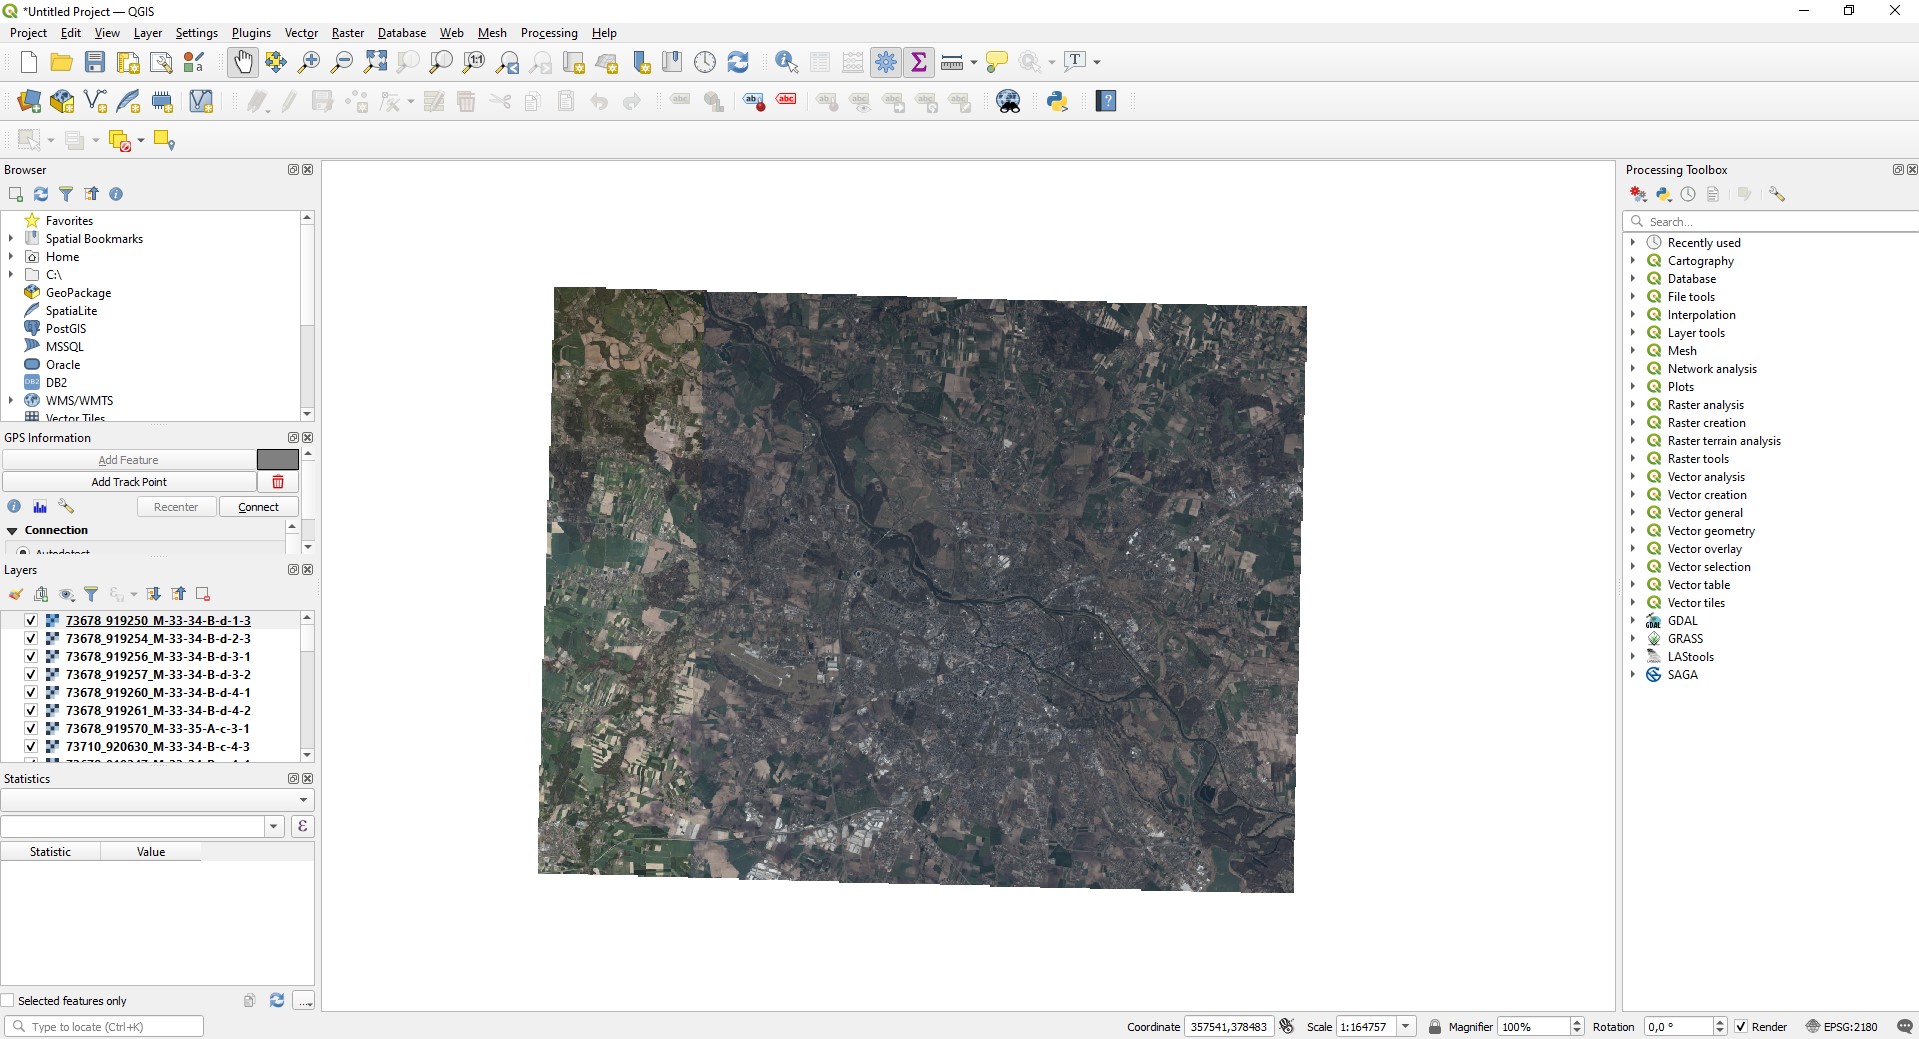 *Untitled Project — QGIS
Project Edit View Layer Settings Plugins Vector Raster Database Web Mesh Processing Help
Browser
Favorites
Spatial Bookmarks
Home
C:\
GeoPackage
SpatiaLite
PostGIS
MSSQL
Oracle
DB2
WMS/WMTS
Vector Tiles
GPS Information
Add Feature
Add Track Point
Recenter Connect
Connection
Autodetect
Layers
73678_919250_M-33-34-B-d-1-3
73678_919254_M-33-34-B-d-2-3
73678_919256_M-33-34-B-d-3-1
73678_919257_M-33-34-B-d-3-2
73678_919260_M-33-34-B-d-4-1
73678_919261_M-33-34-B-d-4-2
73678_919570_M-33-35-A-c-3-1
73710_920630_M-33-34-B-c-4-3
Statistics
ε
Statistic Value
Selected features only
...
Type to locate (Ctrl+K)
Processing Toolbox
Search...
Recently used
Cartography
Database
File tools
Interpolation
Layer tools
Mesh
Network analysis
Plots
Raster analysis
Raster creation
Raster terrain analysis
Raster tools
Vector analysis
Vector creation
Vector general
Vector geometry
Vector overlay
Vector selection
Vector table
Vector tiles
GDAL
GRASS
LAStools
SAGA
Coordinate 357541,378483 Scale 1:164757 Magnifier 100% Rotation 0,0 ° Render EPSG:2180